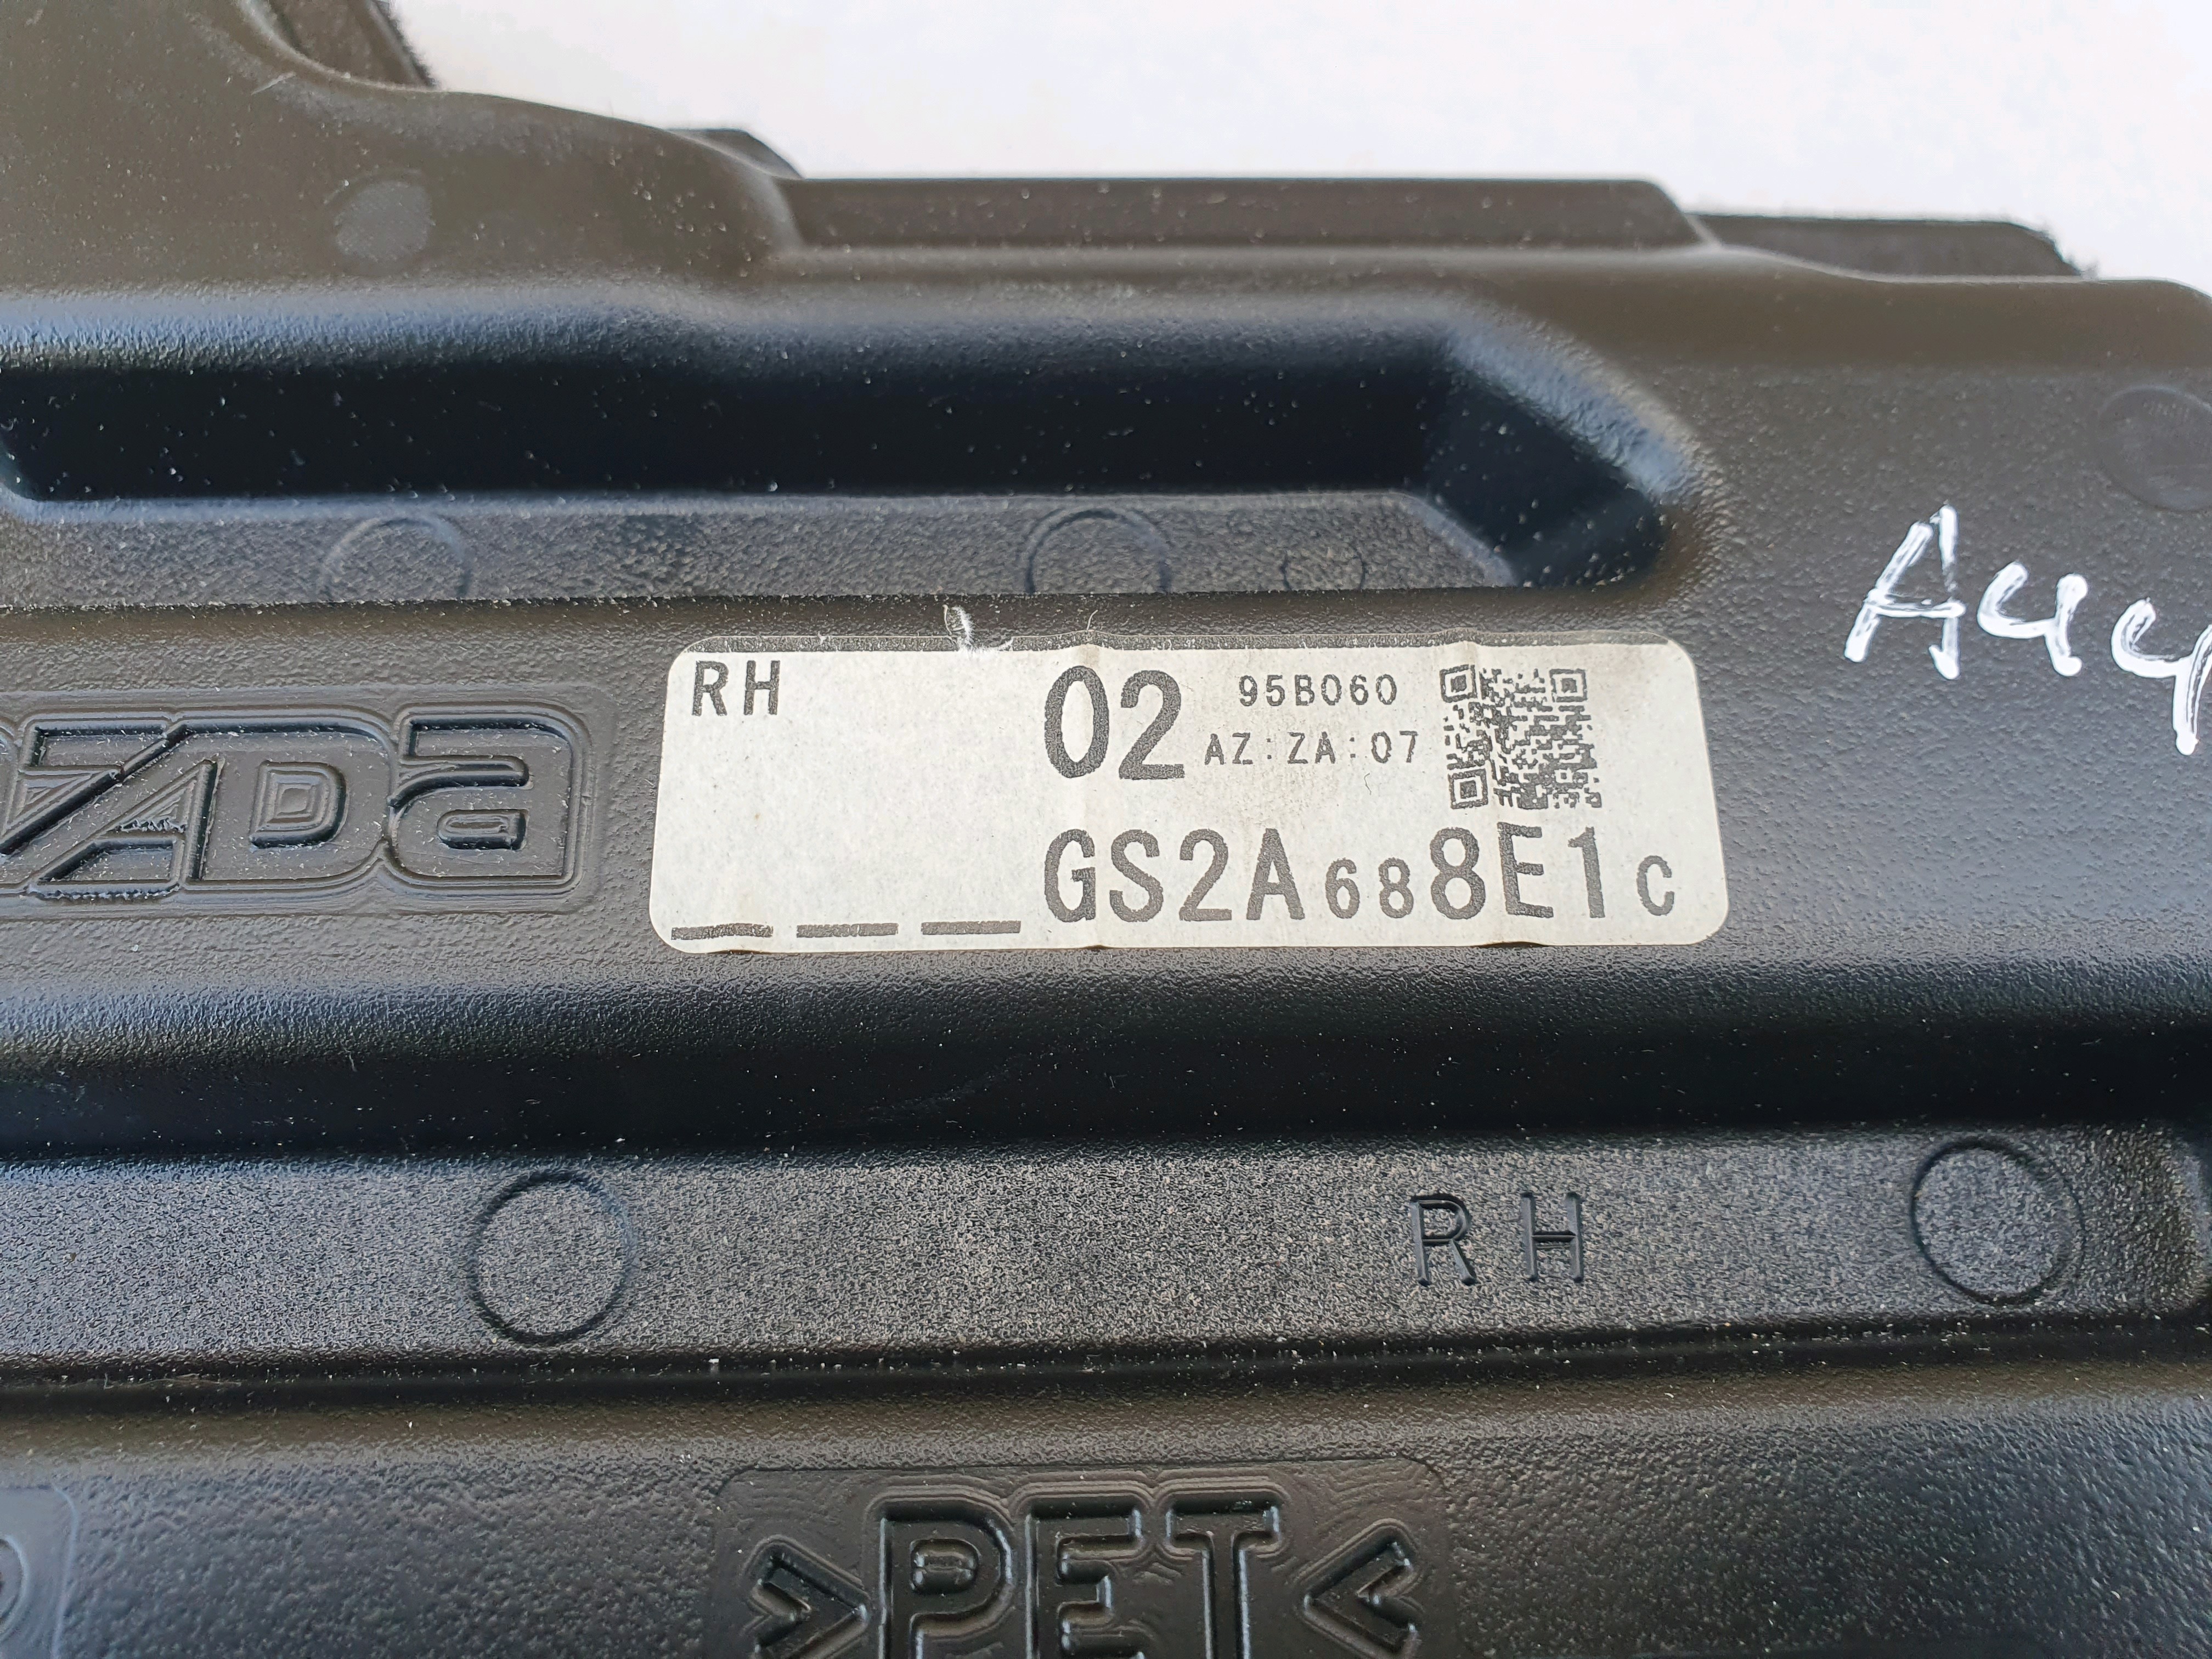 RH
02 95B060
AZ:ZA:07
GS2A688E1C
RH
>PET<